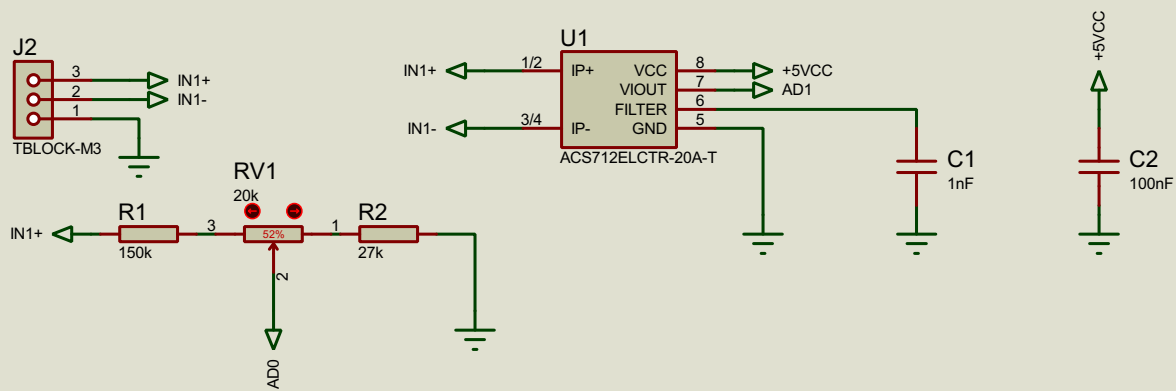 J2
3
IN1+
2
IN1-
1
TBLOCK-M3
U1
IN1+
1/2
IP+
VCC
8
+5VCC
VIOUT
7
AD1
FILTER
6
IN1-
3/4
IP-
GND
5
ACS712ELCTR-20A-T
C1
1nF
+5VCC
C2
100nF
RV1
20k
R1
R2
IN1+
3
52%
1
150k
27k
2
AD0